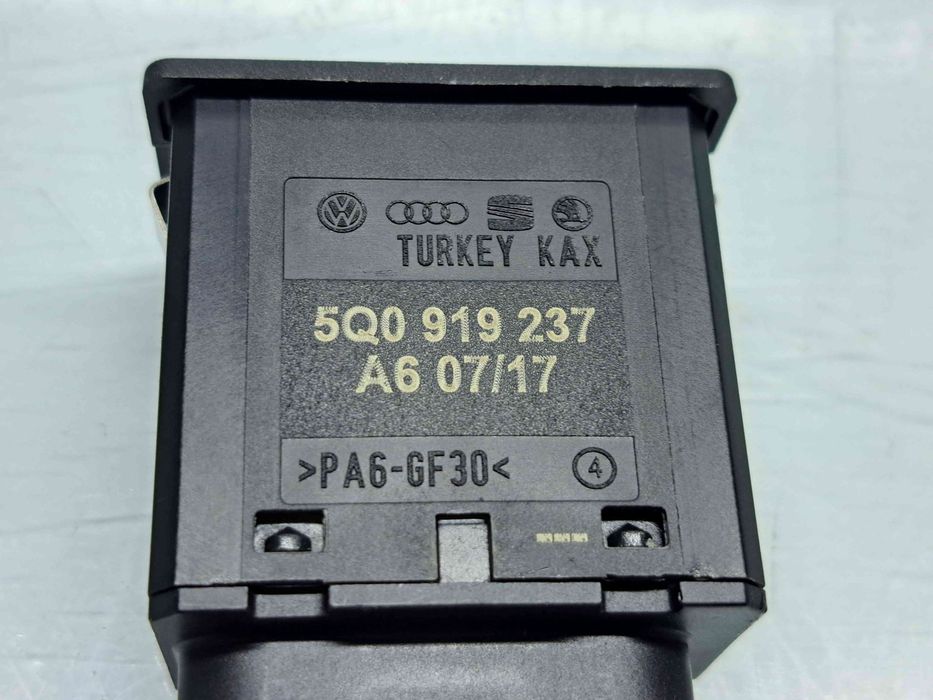 TURKEY KAX
5Q0 919 237
A6 07/17
>PA6-GF30< 4